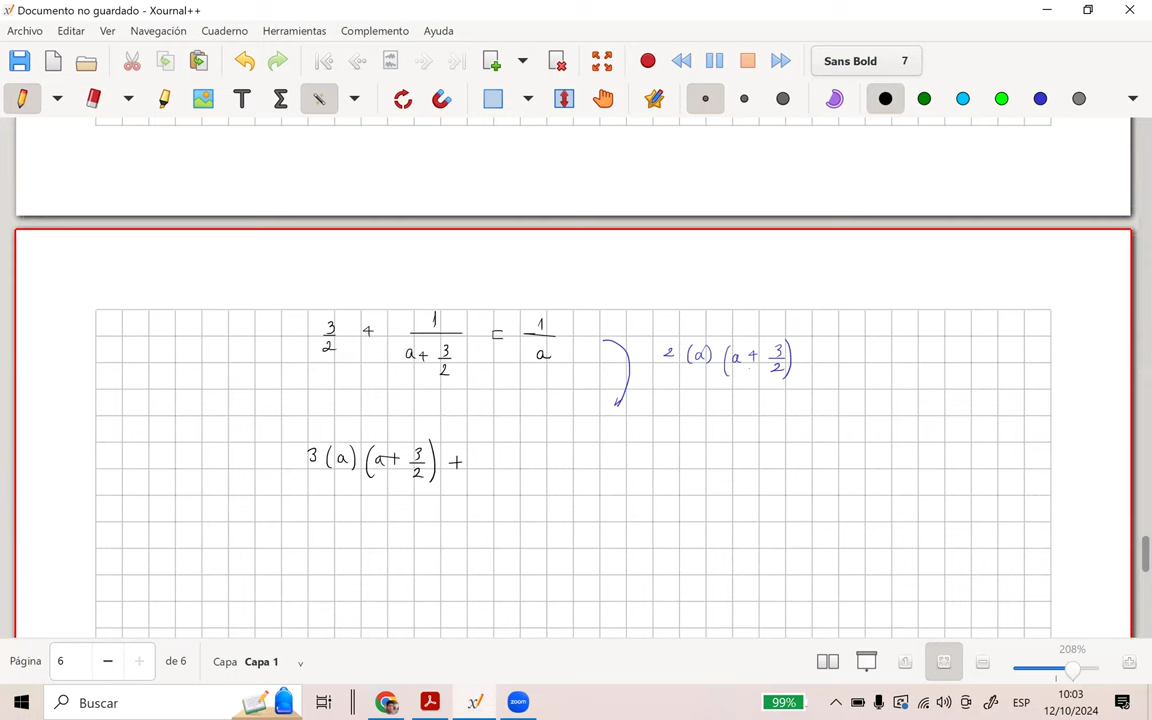 Documento no guardado - Xournal++
Archivo Editar Ver Navegación Cuaderno Herramientas Complemento Ayuda
Sans Bold 7
3/2 + 1/(a + 3/2) = 1/a
2 (a) (a + 3/2)
3 (a) (a + 3/2) +
Página 6 de 6 Capa Capa 1 208%
Buscar zoom 99% ESP 10:03
12/10/2024